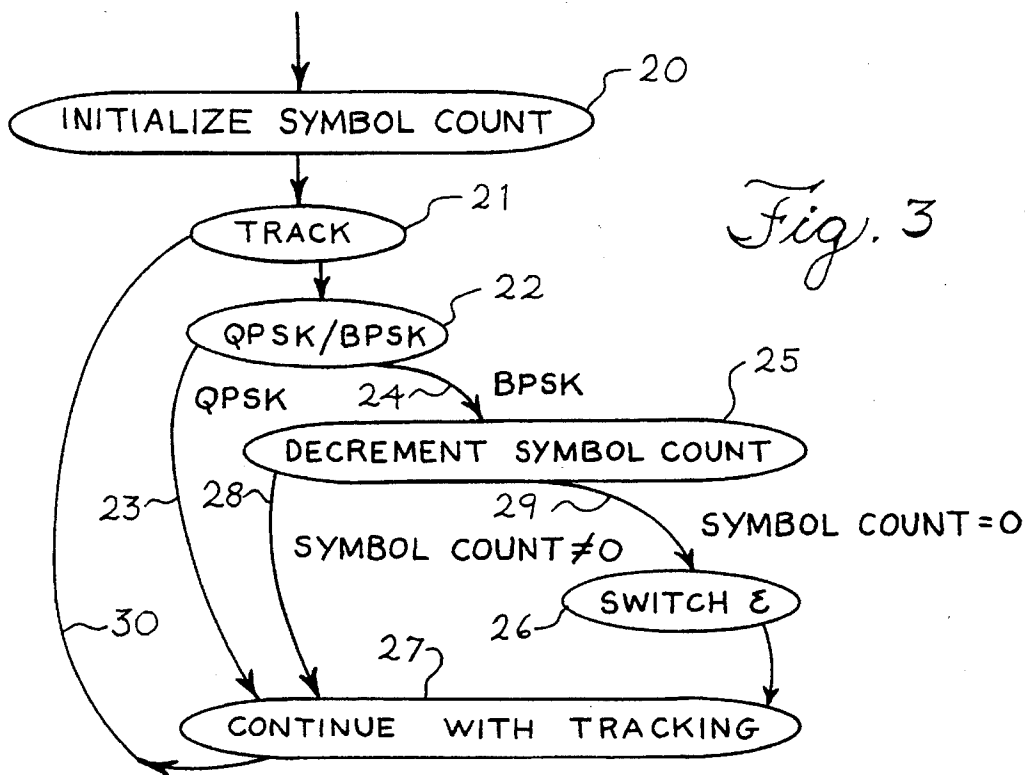 20
INITIALIZE SYMBOL COUNT
21
TRACK
Fig. 3
22
QPSK/BPSK
QPSK
24
BPSK
25
DECREMENT SYMBOL COUNT
23
28
29
SYMBOL COUNT=0
SYMBOL COUNT≠0
SWITCH ε
26
30
27
CONTINUE WITH TRACKING